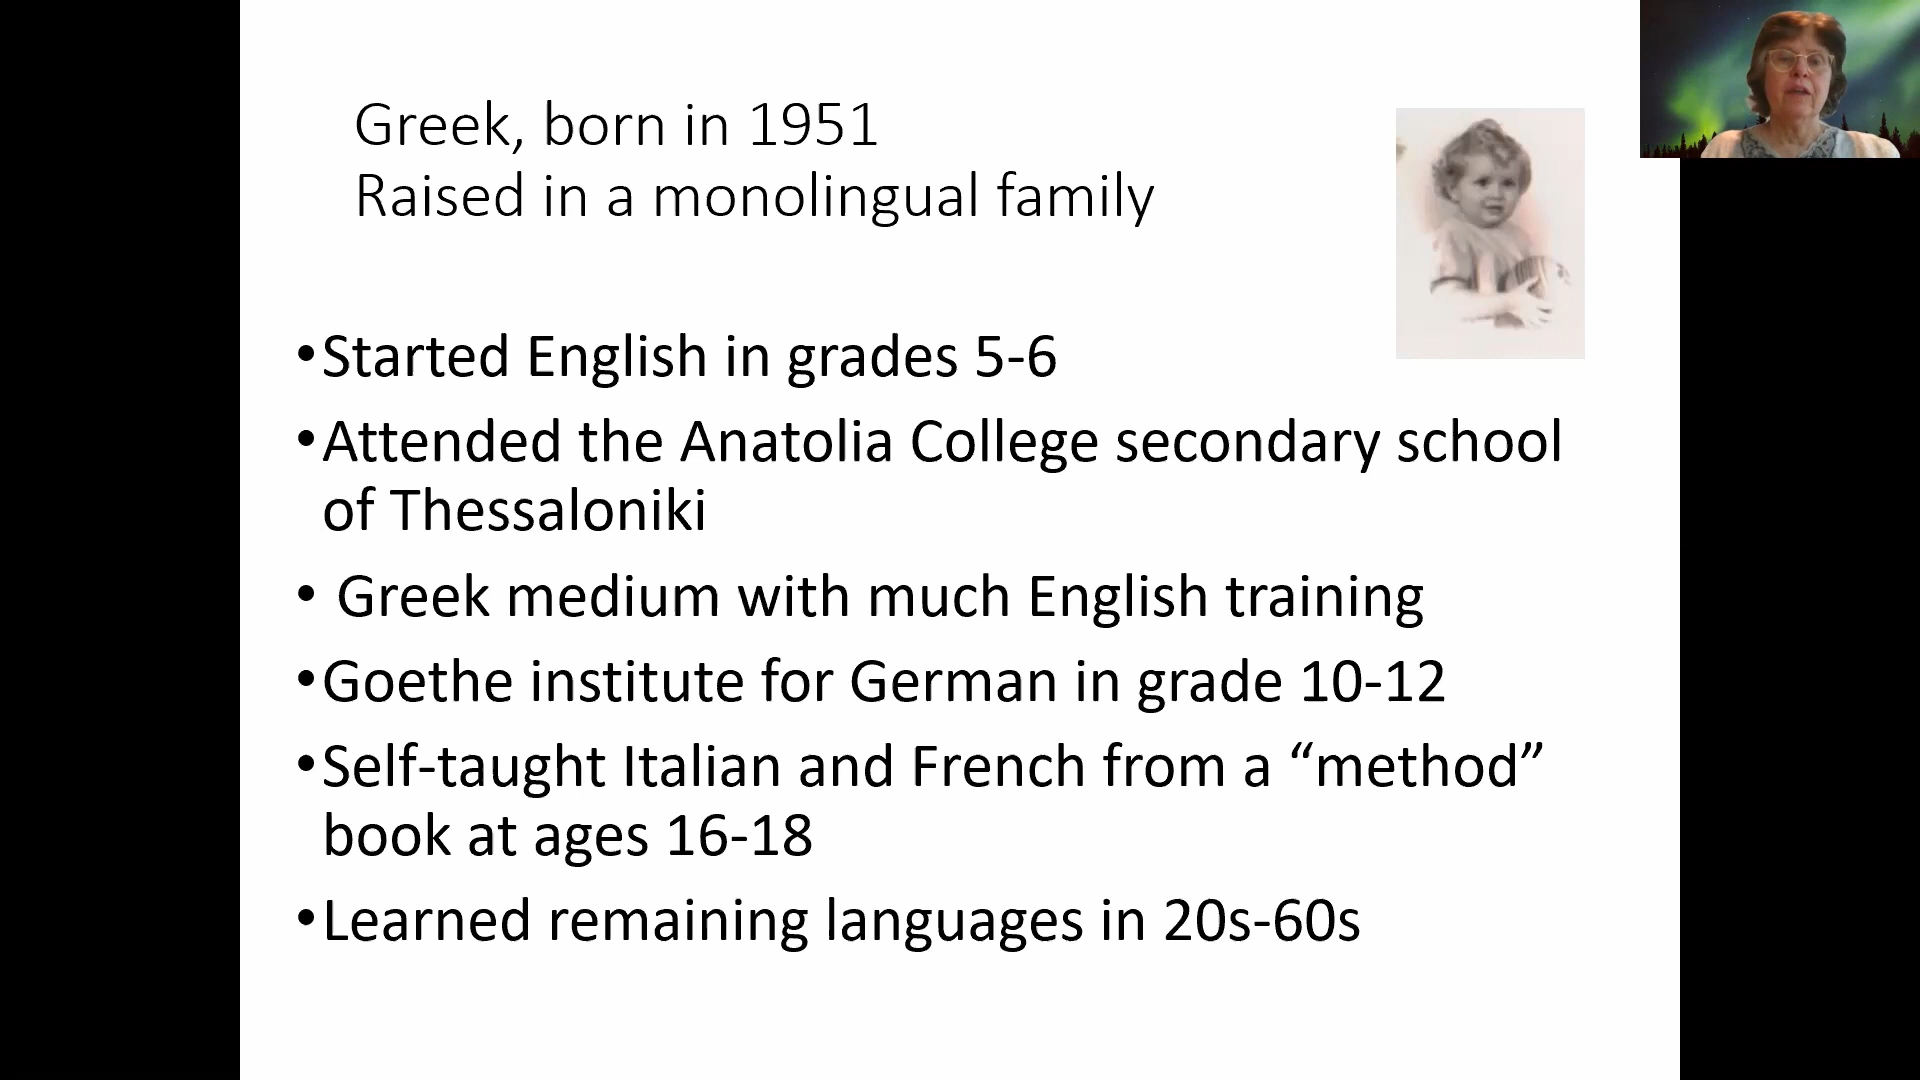 Greek, born in 1951
Raised in a monolingual family
•Started English in grades 5-6
•Attended the Anatolia College secondary school
of Thessaloniki
• Greek medium with much English training
•Goethe institute for German in grade 10-12
•Self-taught Italian and French from a “method”
book at ages 16-18
•Learned remaining languages in 20s-60s